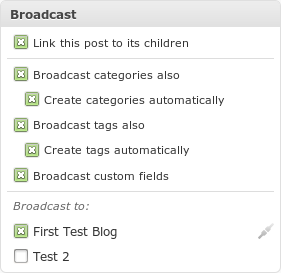 Broadcast
Link this post to its children
Broadcast categories also
Create categories automatically
Broadcast tags also
Create tags automatically
Broadcast custom fields
Broadcast to:
First Test Blog
Test 2